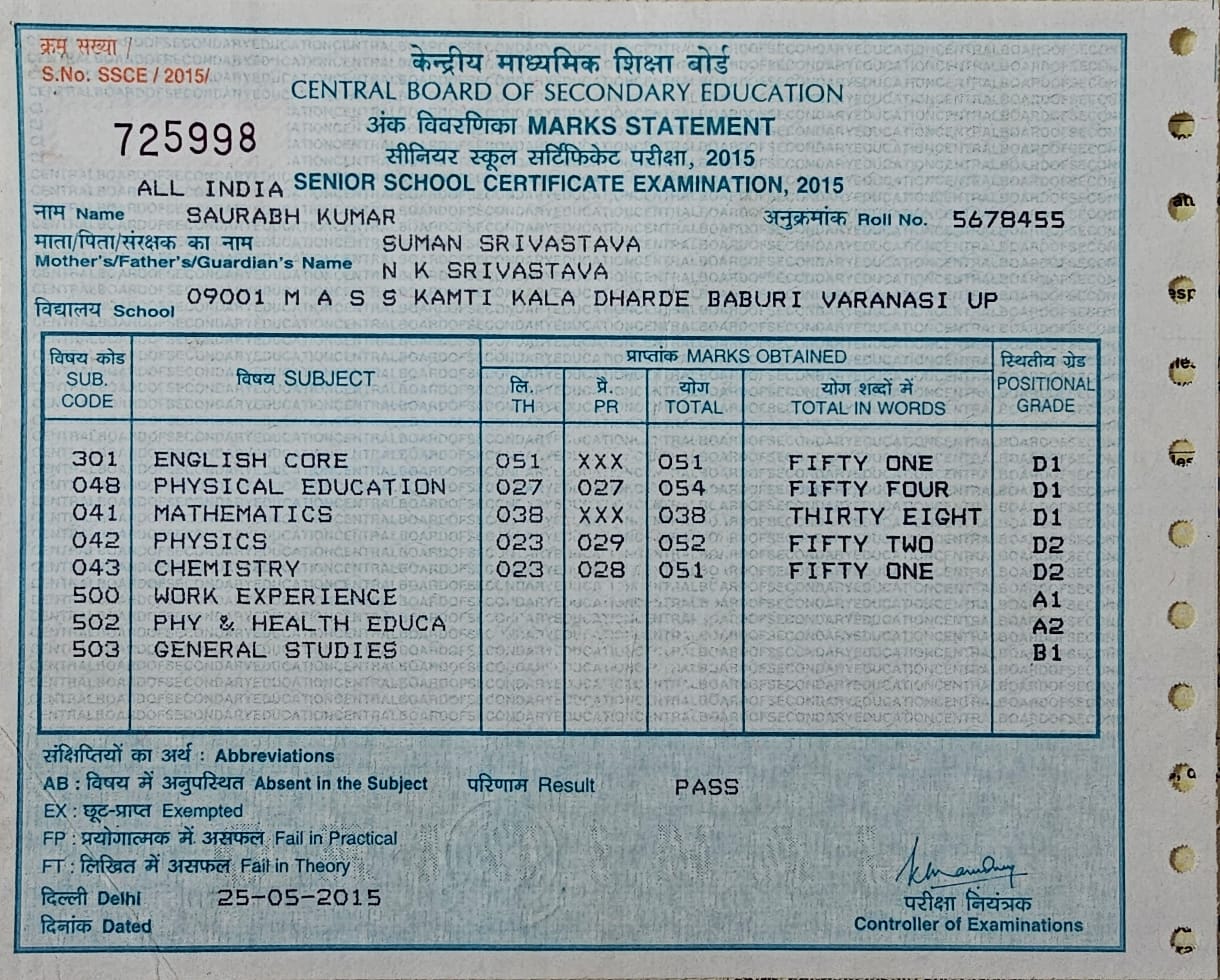 क्रम संख्या /
S.No. SSCE / 2015/
725998
केन्द्रीय माध्यमिक शिक्षा बोर्ड
CENTRAL BOARD OF SECONDARY EDUCATION
अंक विवरणिका MARKS STATEMENT
सीनियर स्कूल सर्टिफिकेट परीक्षा, 2015
ALL INDIA SENIOR SCHOOL CERTIFICATE EXAMINATION, 2015
नाम Name SAURABH KUMAR अनुक्रमांक Roll No. 5678455
माता/पिता/संरक्षक का नाम SUMAN SRIVASTAVA
Mother's/Father's/Guardian's Name N K SRIVASTAVA
विद्यालय School 09001 M A S S KAMTI KALA DHARDE BABURI VARANASI UP
विषय कोड SUB. CODE विषय SUBJECT प्राप्तांक MARKS OBTAINED स्थितीय ग्रेड POSITIONAL GRADE
लि. TH प्रै. PR योग TOTAL योग शब्दों में TOTAL IN WORDS
301 ENGLISH CORE 051 XXX 051 FIFTY ONE D1
048 PHYSICAL EDUCATION 027 027 054 FIFTY FOUR D1
041 MATHEMATICS 038 XXX 038 THIRTY EIGHT D1
042 PHYSICS 023 029 052 FIFTY TWO D2
043 CHEMISTRY 023 028 051 FIFTY ONE D2
500 WORK EXPERIENCE A1
502 PHY & HEALTH EDUCA A2
503 GENERAL STUDIES B1
संक्षिप्तियों का अर्थ : Abbreviations
AB : विषय में अनुपस्थित Absent in the Subject परिणाम Result PASS
EX : छूट-प्राप्त Exempted
FP : प्रयोगात्मक में असफल Fail in Practical
FT : लिखित में असफल Fail in Theory
दिल्ली Delhi 25-05-2015
दिनांक Dated
परीक्षा नियंत्रक
Controller of Examinations